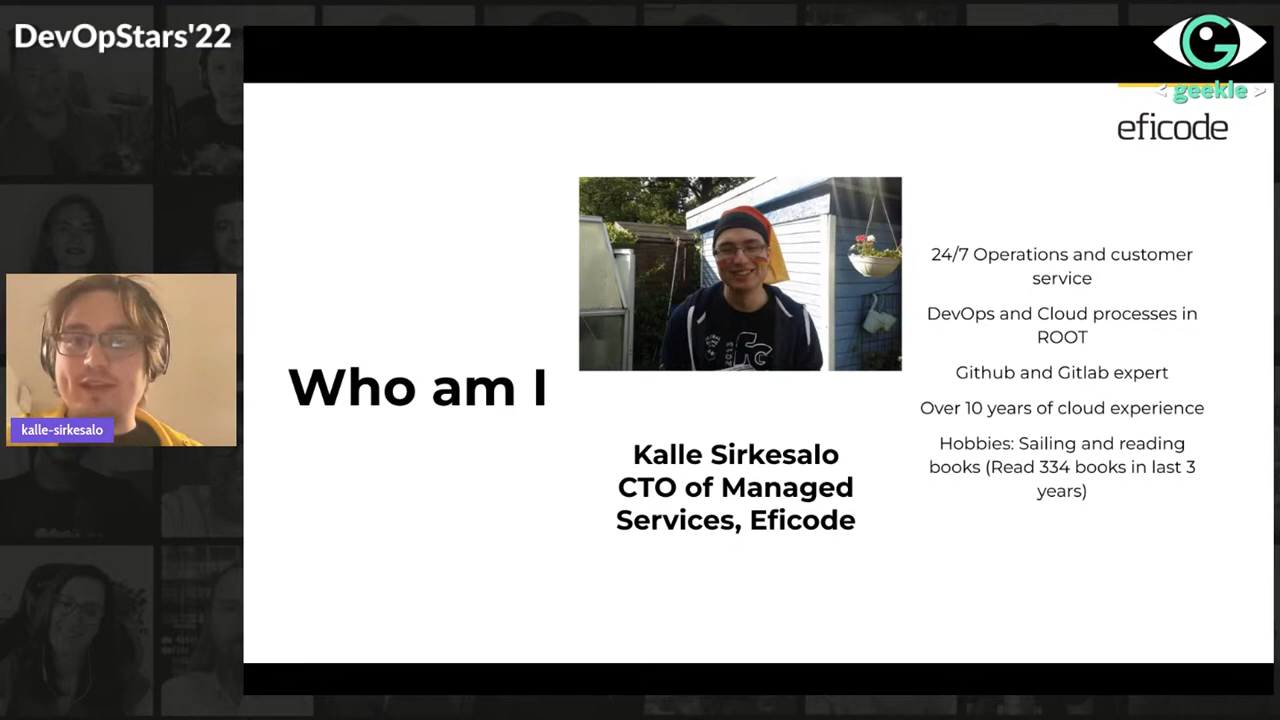 DevOpStars'22
< geekle >
eficode
24/7 Operations and customer
service
DevOps and Cloud processes in
ROOT
Github and Gitlab expert
Over 10 years of cloud experience
Hobbies: Sailing and reading
books (Read 334 books in last 3
years)
Who am I
Kalle Sirkesalo
CTO of Managed
Services, Eficode
kalle-sirkesalo